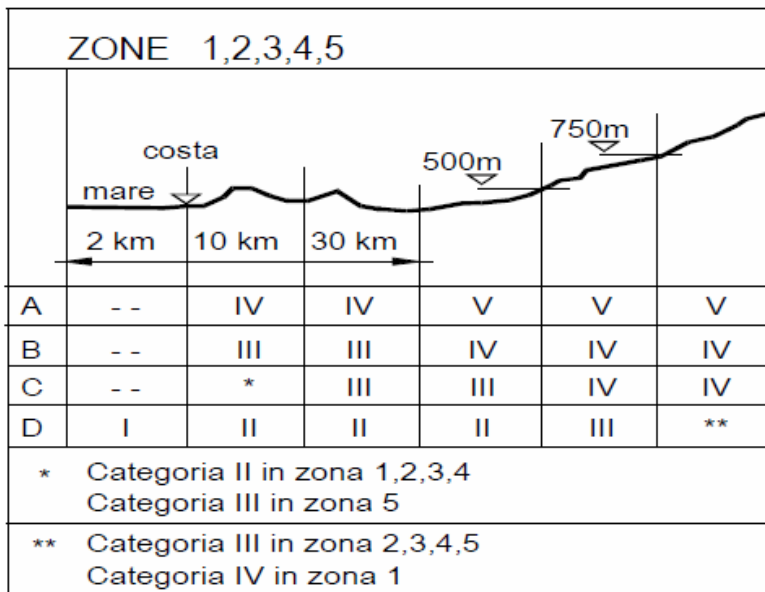 ZONE 1,2,3,4,5
750m
costa
500m
mare
2 km 10 km 30 km
A - - IV IV V V V
B - - III III IV IV IV
C - - * III III IV IV
D I II II II III **
* Categoria II in zona 1,2,3,4
Categoria III in zona 5
** Categoria III in zona 2,3,4,5
Categoria IV in zona 1